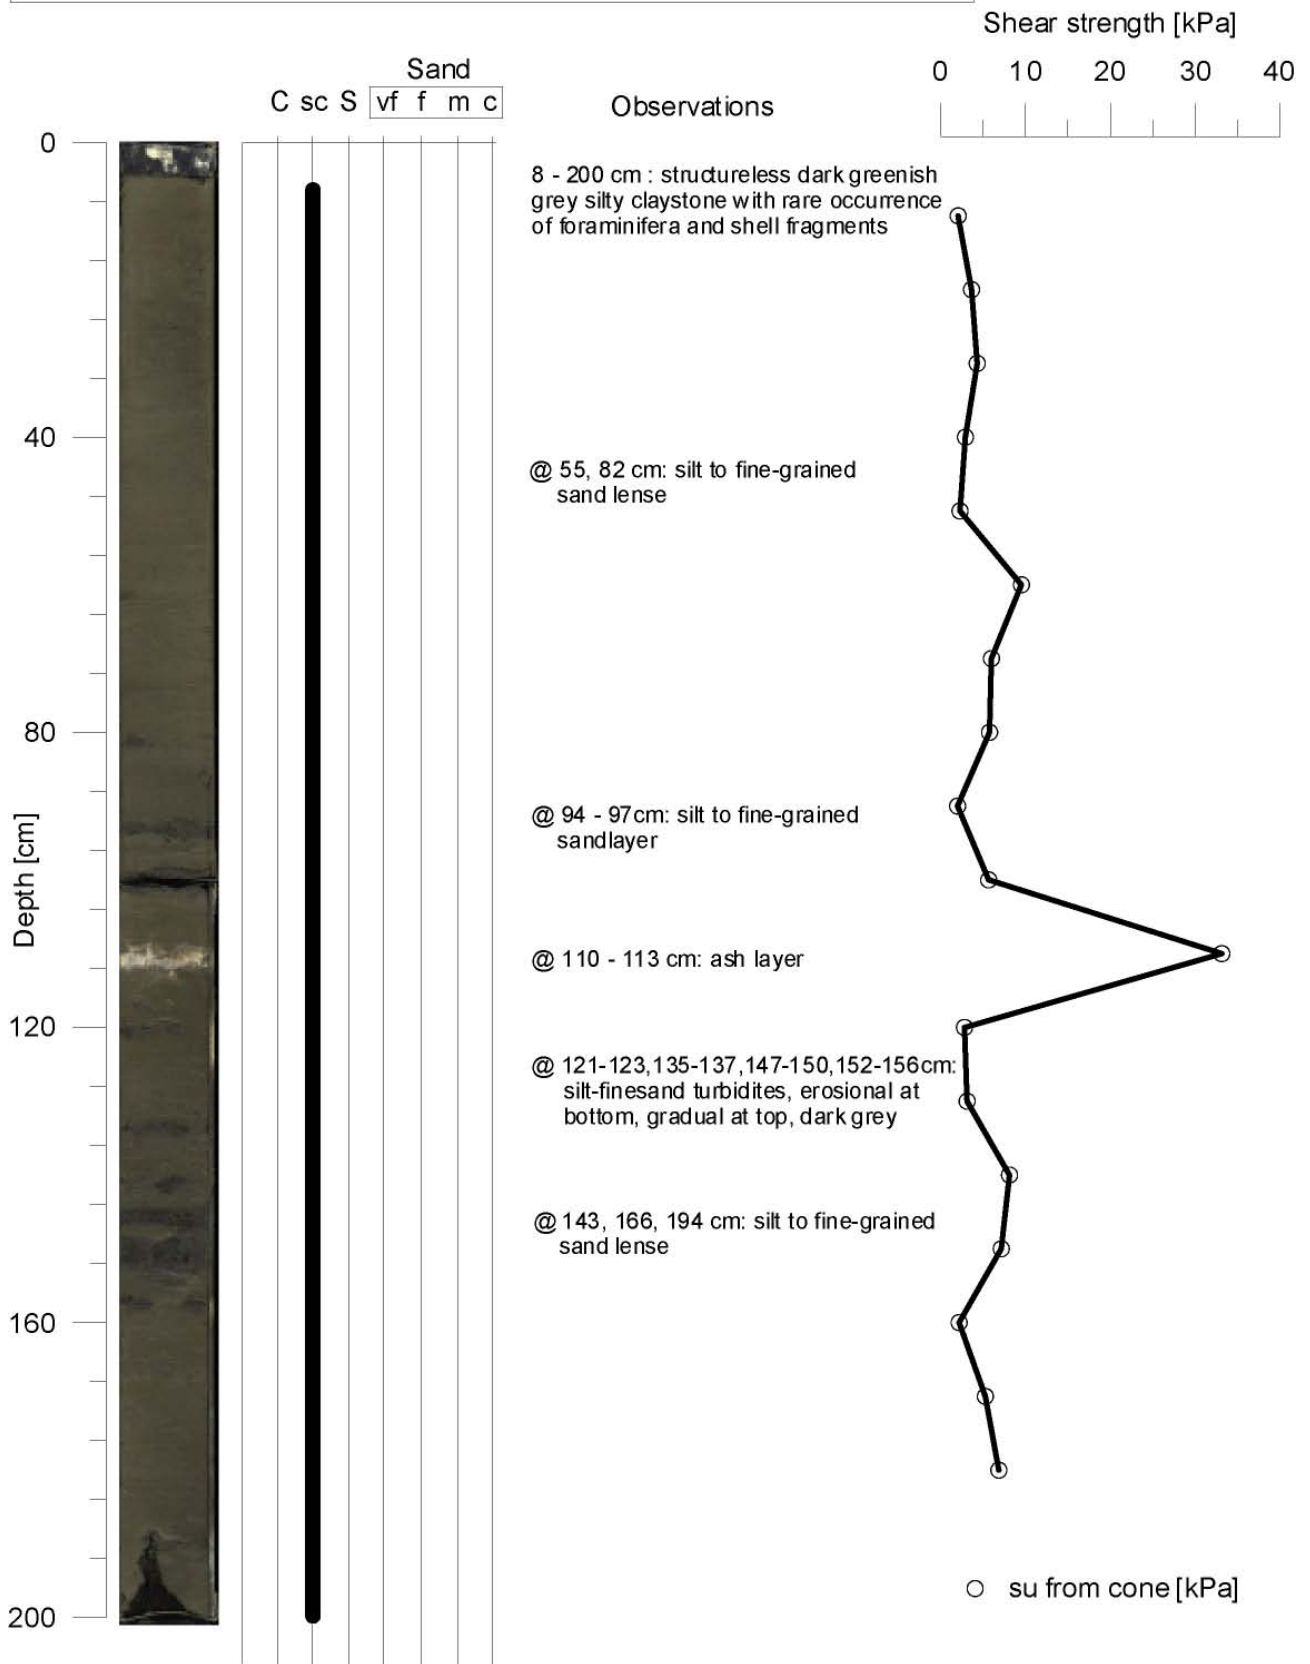 Shear strength [kPa]
0 10 20 30 40
Sand
C sc S vf f m c
Observations
0
8 - 200 cm : structureless dark greenish
grey silty claystone with rare occurrence
of foraminifera and shell fragments
40
@ 55, 82 cm: silt to fine-grained
sand lense
80
@ 94 - 97cm: silt to fine-grained
sandlayer
Depth [cm]
@ 110 - 113 cm: ash layer
120
@ 121-123,135-137,147-150,152-156cm:
silt-finesand turbidites, erosional at
bottom, gradual at top, dark grey
@ 143, 166, 194 cm: silt to fine-grained
sand lense
160
su from cone [kPa]
200